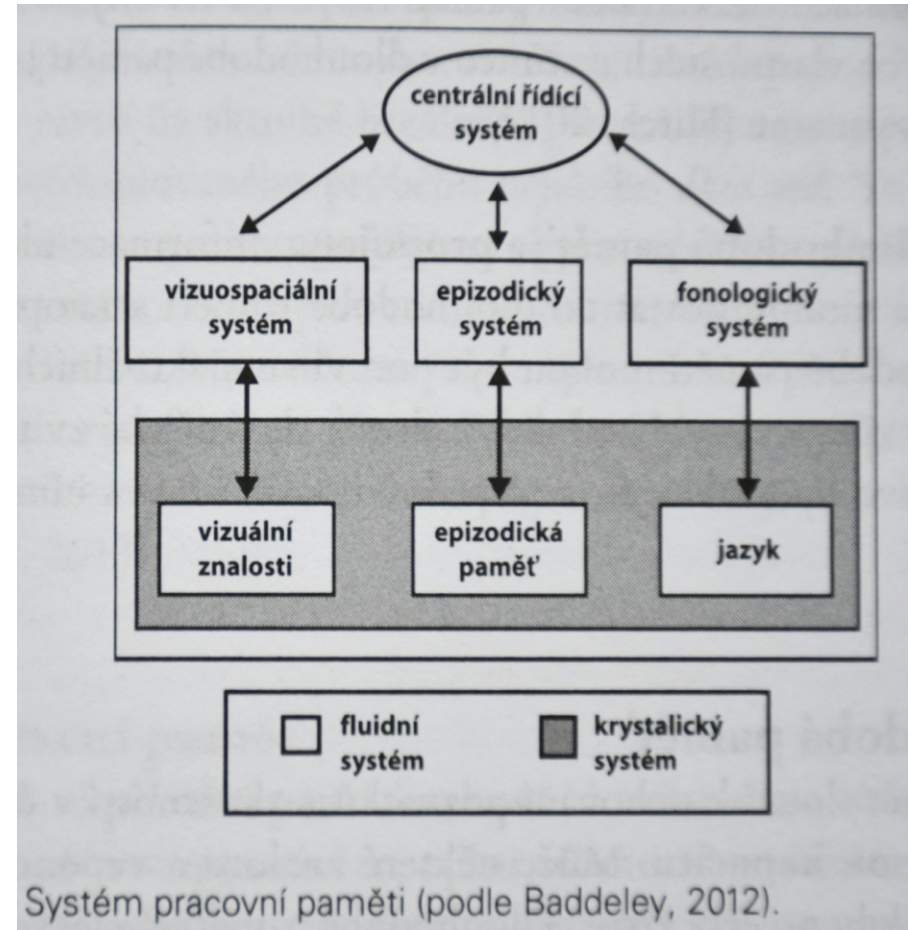 centrální řídící
systém
vizuospaciální
systém
epizodický
systém
fonologický
systém
vizuální
znalosti
epizodická
paměť
jazyk
fluidní
systém
krystalický
systém
Systém pracovní paměti (podle Baddeley, 2012).